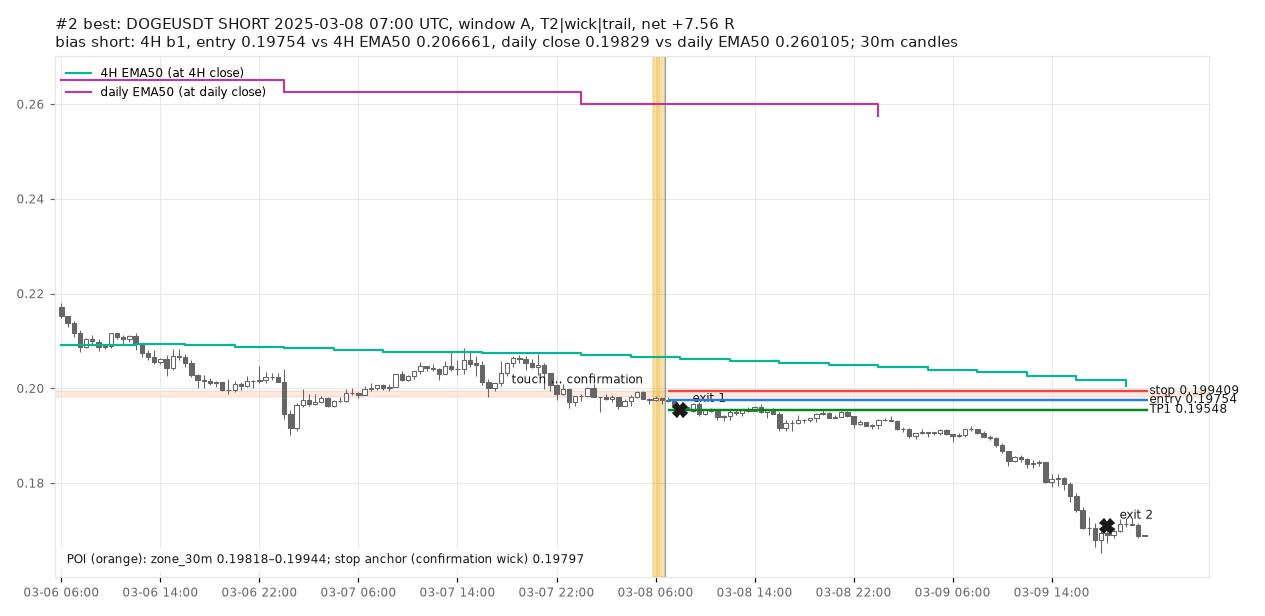 #2 best: DOGEUSDT SHORT 2025-03-08 07:00 UTC, window A, T2|wick|trail, net +7.56 R
bias short: 4H b1, entry 0.19754 vs 4H EMA50 0.206661, daily close 0.19829 vs daily EMA50 0.260105; 30m candles
4H EMA50 (at 4H close)
daily EMA50 (at daily close)
0.26
0.24
0.22
0.20
0.18
touch ... confirmation
exit 1
stop 0.199409
entry 0.19754
TP1 0.19548
exit 2
POI (orange): zone_30m 0.19818–0.19944; stop anchor (confirmation wick) 0.19797
03-06 06:00 03-06 14:00 03-06 22:00 03-07 06:00 03-07 14:00 03-07 22:00 03-08 06:00 03-08 14:00 03-08 22:00 03-09 06:00 03-09 14:00